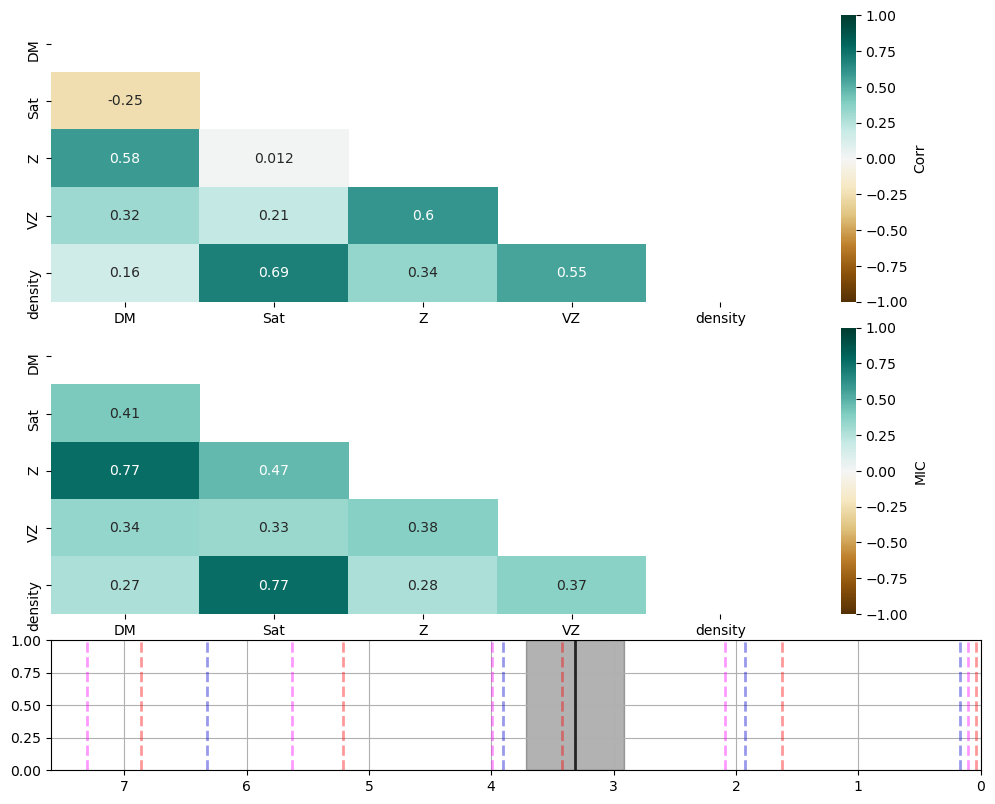 DM
Sat
Z
VZ
density
-0.25
0.58 0.012
0.32 0.21 0.6
0.16 0.69 0.34 0.55
DM Sat Z VZ density
1.00
0.75
0.50
0.25
0.00
−0.25
−0.50
−0.75
−1.00
Corr
DM
Sat
Z
VZ
density
0.41
0.77 0.47
0.34 0.33 0.38
0.27 0.77 0.28 0.37
DM Sat Z VZ density
1.00
0.75
0.50
0.25
0.00
−0.25
−0.50
−0.75
−1.00
MIC
1.00
0.75
0.50
0.25
0.00
7 6 5 4 3 2 1 0